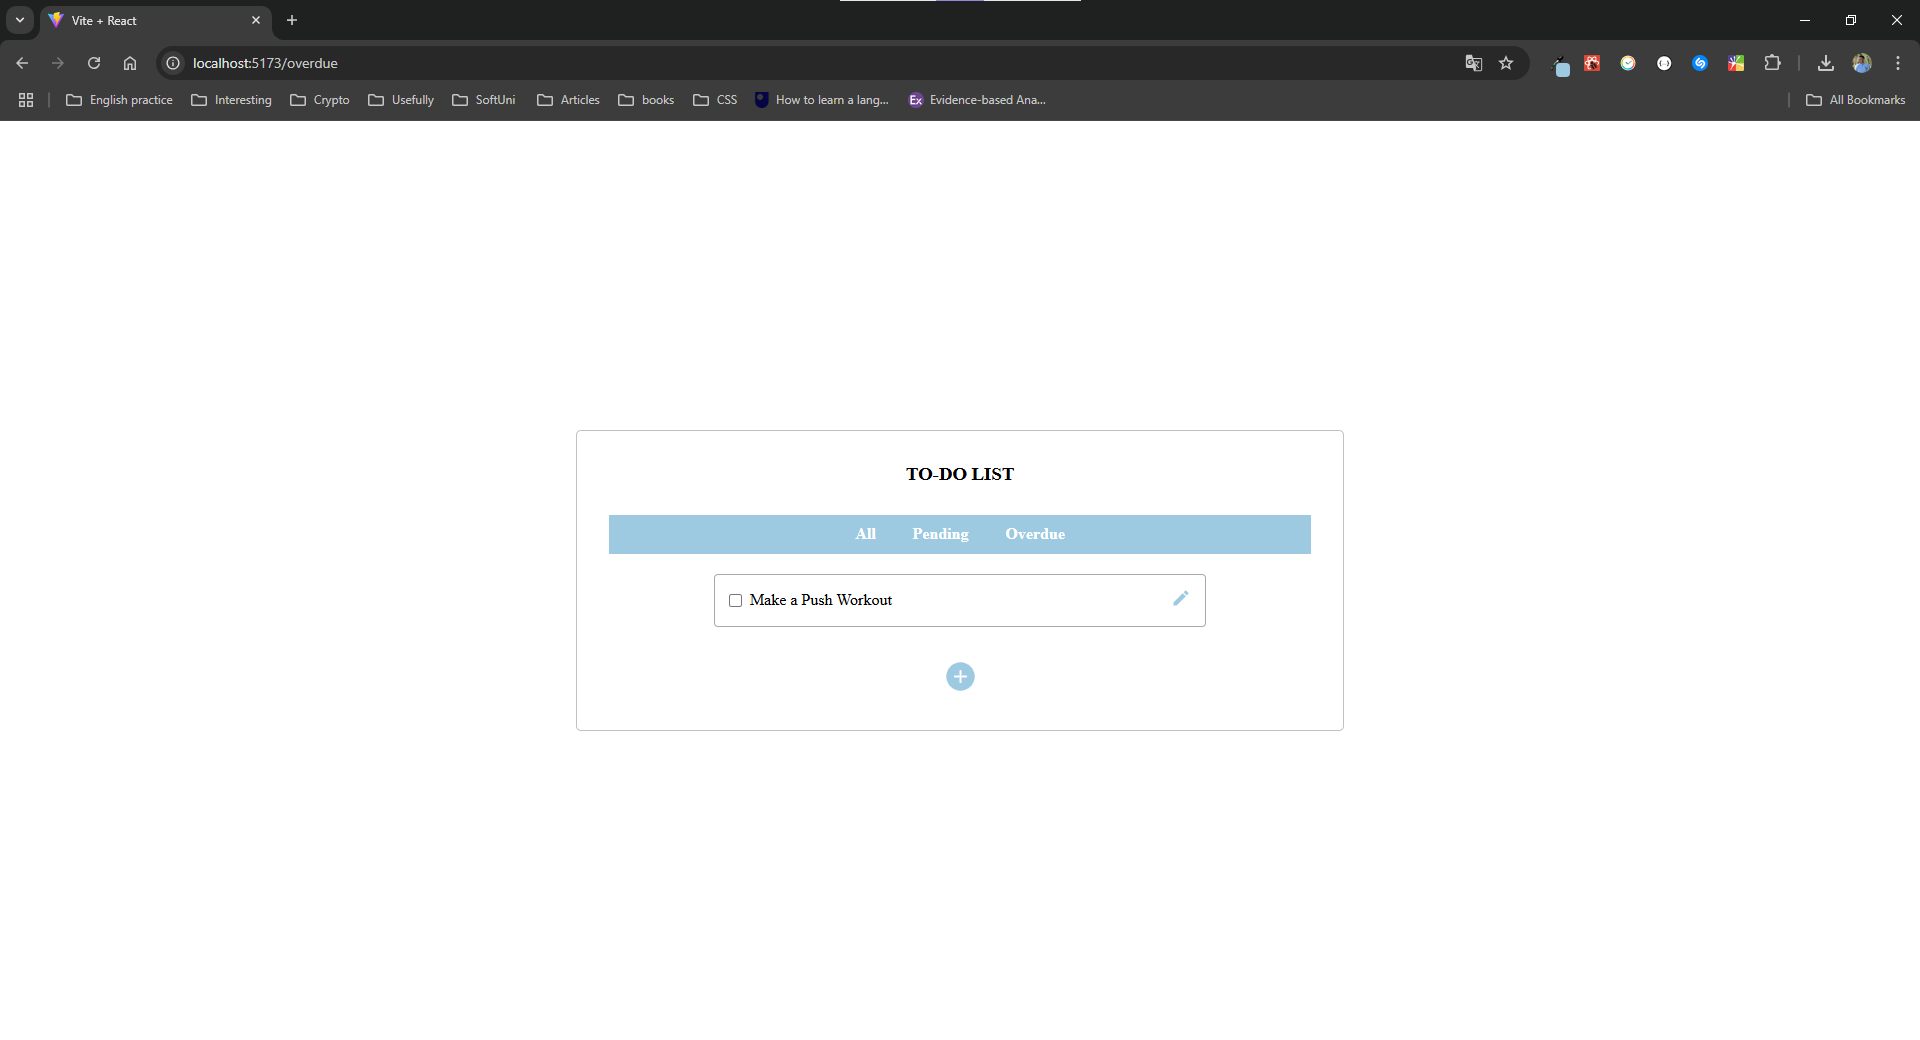 Vite + React
localhost:5173/overdue
English practice Interesting Crypto Usefully SoftUni Articles books CSS How to learn a lang... Ex Evidence-based Ana... All Bookmarks
TO-DO LIST
All Pending Overdue
Make a Push Workout